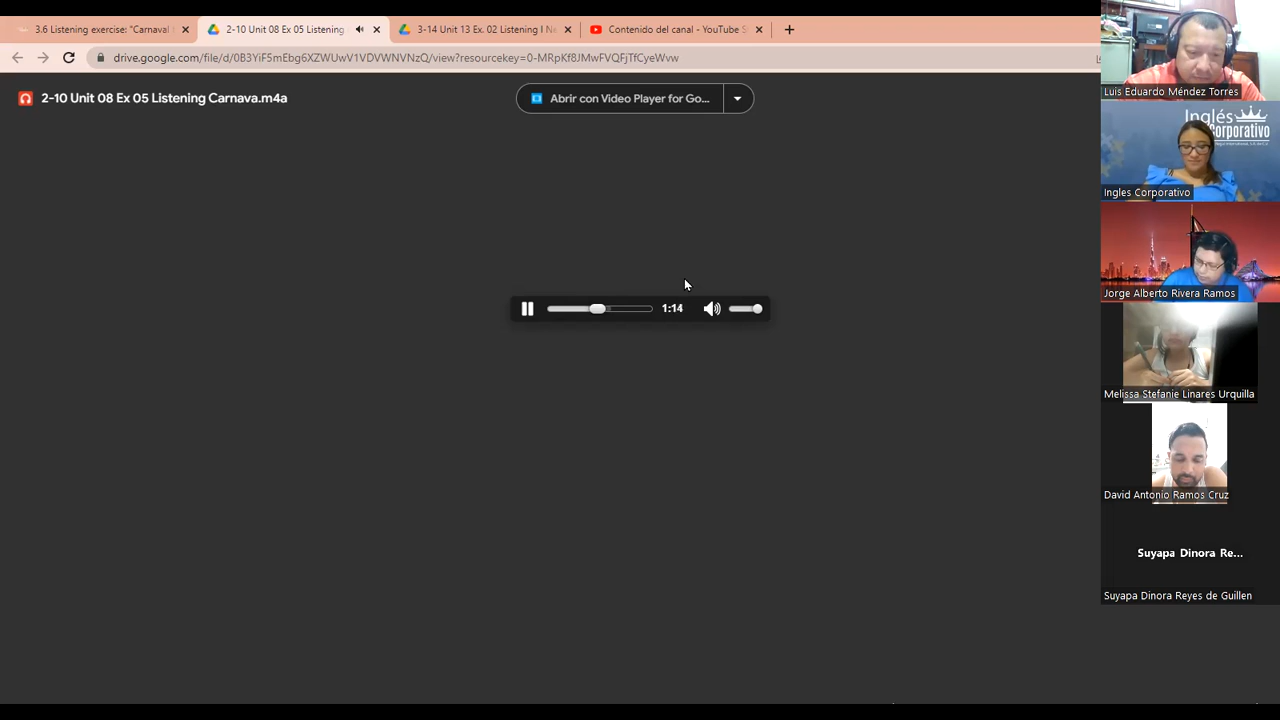 3.6 Listening exercise: "Carnaval
2-10 Unit 08 Ex 05 Listening
3-14 Unit 13 Ex. 02 Listening I Ne
Contenido del canal - YouTube S
drive.google.com/file/d/0B3YiF5mEbg6XZWUwV1VDVWNVNzQ/view?resourcekey=0-MRpKf8JMwFVQFjTfCyeWvw
2-10 Unit 08 Ex 05 Listening Carnava.m4a
Abrir con Video Player for Go...
1:14
Luis Eduardo Méndez Torres
Inglés
Corporativo
Ingles Corporativo
Jorge Alberto Rivera Ramos
Melissa Stefanie Linares Urquilla
David Antonio Ramos Cruz
Suyapa Dinora Re...
Suyapa Dinora Reyes de Guillen